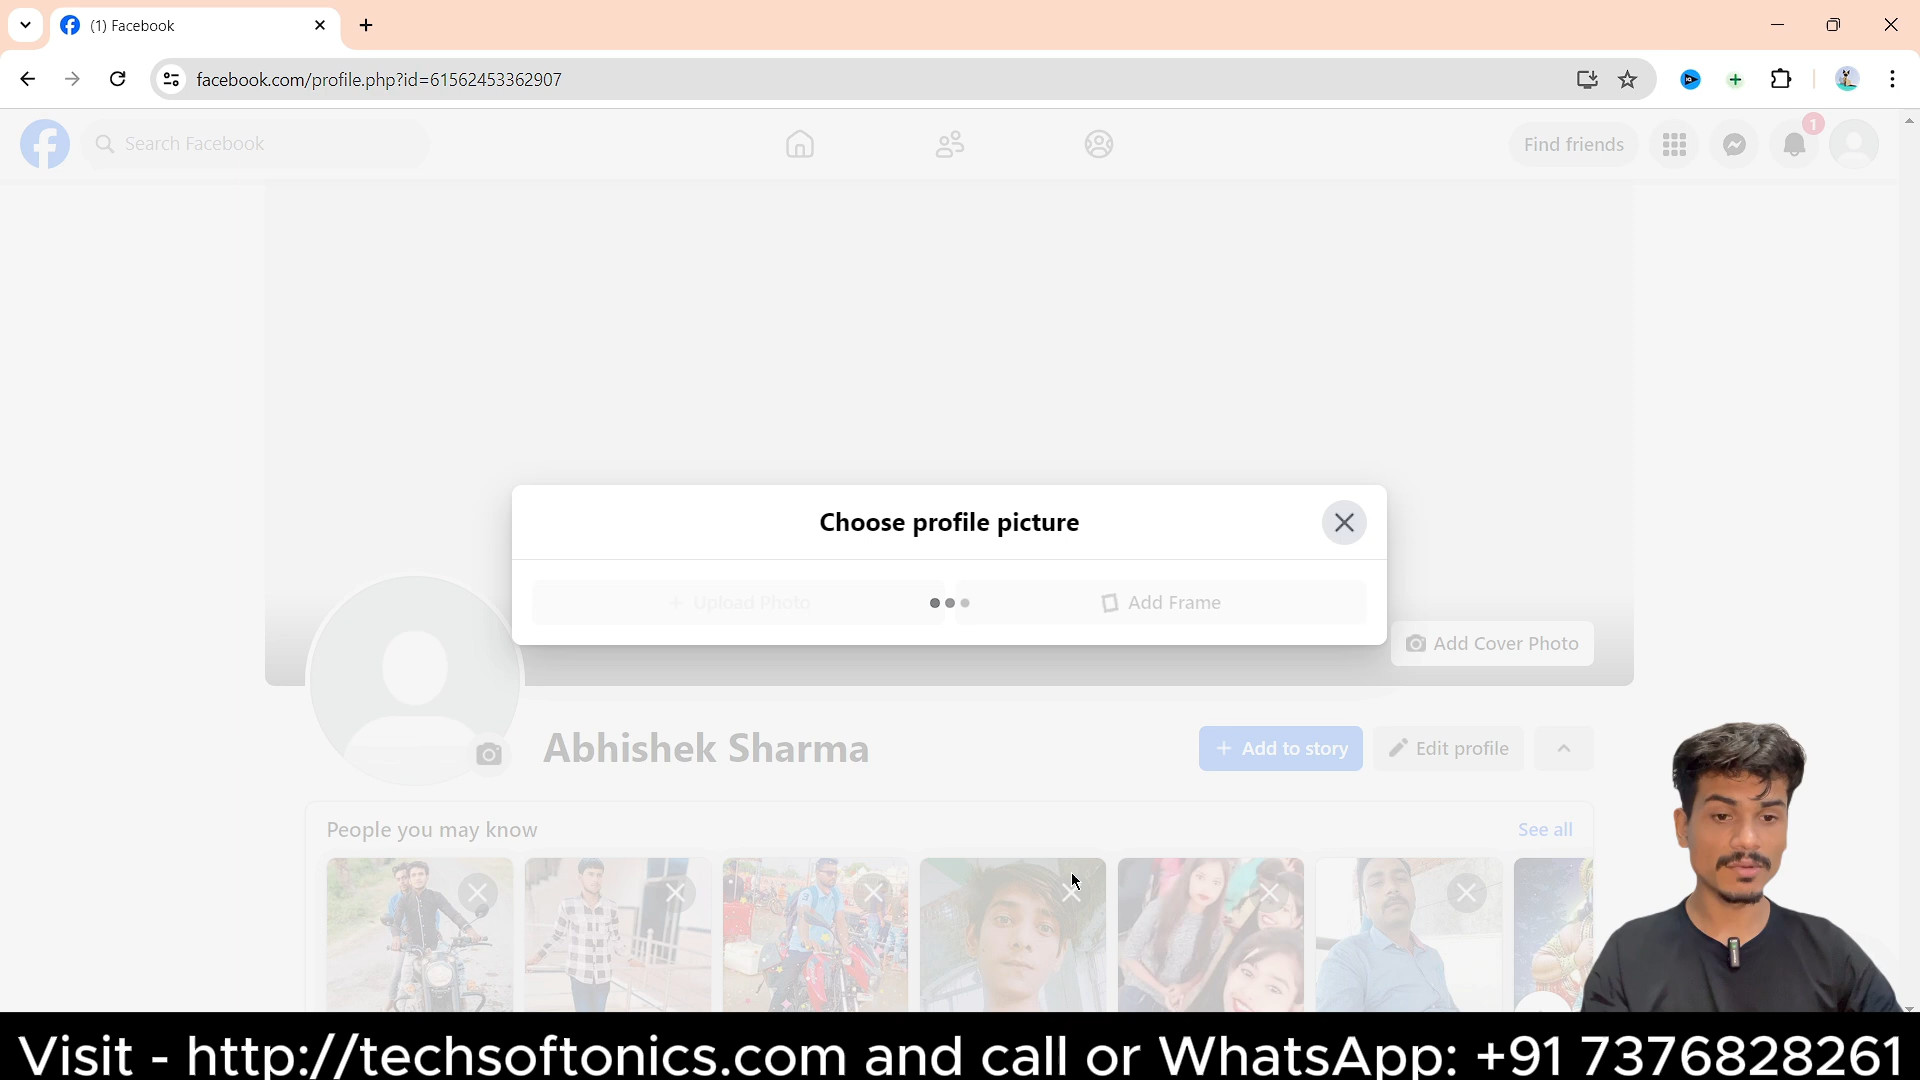 (1) Facebook
facebook.com/profile.php?id=61562453362907
Search Facebook
Find friends
1
Choose profile picture
+ Upload Photo
Add Frame
Add Cover Photo
Abhishek Sharma
+ Add to story
Edit profile
People you may know
See all
Visit - http://techsoftonics.com and call or WhatsApp: +91 7376828261